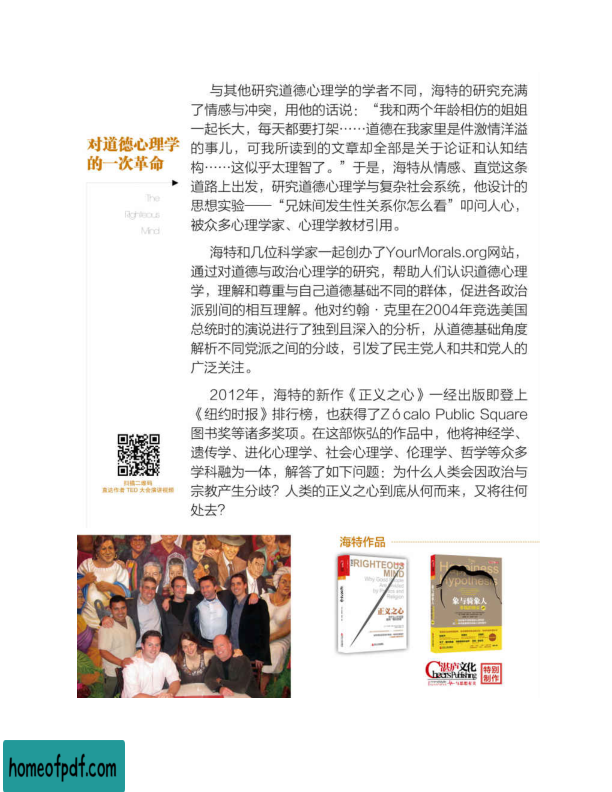 与其他研究道德心理学的学者不同，海特的研究充满
了情感与冲突，用他的话说：“我和两个年龄相仿的姐姐
一起长大，每天都要打架……道德在我家里是件激情洋溢
的事儿，可我所读到的文章却全部是关于论证和认知结
构……这似乎太理智了。”于是，海特从情感、直觉这条
道路上出发，研究道德心理学与复杂社会系统，他设计的
思想实验——“兄妹间发生性关系你怎么看”叩问人心，
被众多心理学家、心理学教材引用。
对道德心理学
的一次革命
The
Righteous
Mind
海特和几位科学家一起创办了YourMorals.org网站，
通过对道德与政治心理学的研究，帮助人们认识道德心理
学，理解和尊重与自己道德基础不同的群体，促进各政治
派别间的相互理解。他对约翰·克里在2004年竞选美国
总统时的演说进行了独到且深入的分析，从道德基础角度
解析不同党派之间的分歧，引发了民主党人和共和党人的
广泛关注。
2012年，海特的新作《正义之心》一经出版即登上
《纽约时报》排行榜，也获得了Zócalo Public Square
图书奖等诸多奖项。在这部恢弘的作品中，他将神经学、
遗传学、进化心理学、社会心理学、伦理学、哲学等众多
学科融为一体，解答了如下问题：为什么人类会因政治与
宗教产生分歧？人类的正义之心到底从何而来，又将往何
处去？
扫描二维码
直达作者 TED 大会演讲视频
海特作品
RIGHTEOUS
MIND
正义之心
Happiness
Hypothesis
象与骑象人
湛庐文化
Cheers Publishing
特别
制作
homeofpdf.com